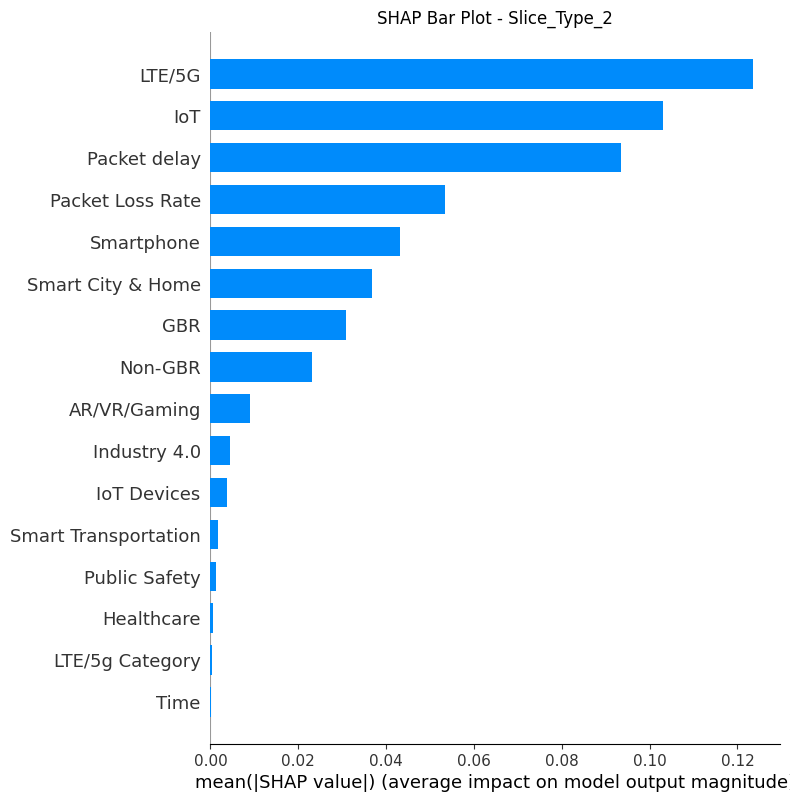 SHAP Bar Plot - Slice_Type_2
LTE/5G
IoT
Packet delay
Packet Loss Rate
Smartphone
Smart City & Home
GBR
Non-GBR
AR/VR/Gaming
Industry 4.0
IoT Devices
Smart Transportation
Public Safety
Healthcare
LTE/5g Category
Time
0.00 0.02 0.04 0.06 0.08 0.10 0.12
mean(|SHAP value|) (average impact on model output magnitude